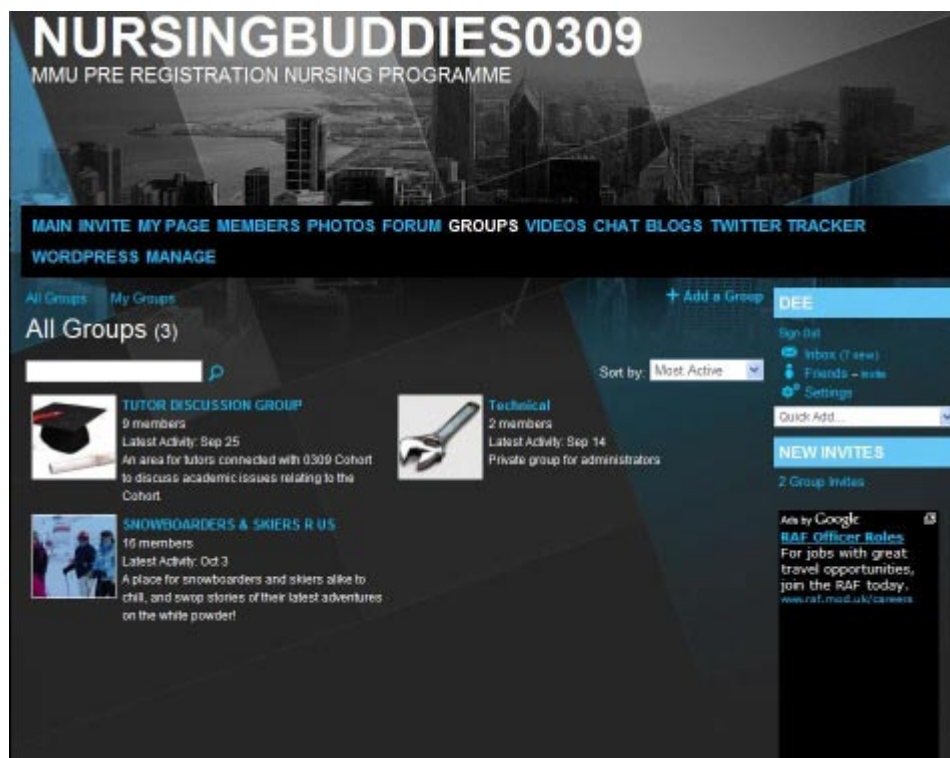 NURSINGBUDDIES0309
MMU PRE REGISTRATION NURSING PROGRAMME
MAIN INVITE MY PAGE MEMBERS PHOTOS FORUM GROUPS VIDEOS CHAT BLOGS TWITTER TRACKER
WORDPRESS MANAGE
All Groups My Groups
+ Add a Group
All Groups (3)
Sort by: Most Active
TUTOR DISCUSSION GROUP
9 members
Latest Activity: Sep 25
An area for tutors connected with 0309 Cohort
to discuss academic issues relating to the
Cohort
Technical
2 members
Latest Activity: Sep 14
Private group for administrators
SNOWBOARDERS & SKIERS R US
16 members
Latest Activity: Oct 3
A place for snowboarders and skiers alike to
chill, and swop stories of their latest adventures
on the white powder!
DEE
Sign Out
Inbox (7 new)
Friends – Invite
Settings
Quick Add...
NEW INVITES
2 Group Invites
Ads by Google
RAF Officer Roles
For jobs with great
travel opportunities,
join the RAF today.
www.raf.mod.uk/careers